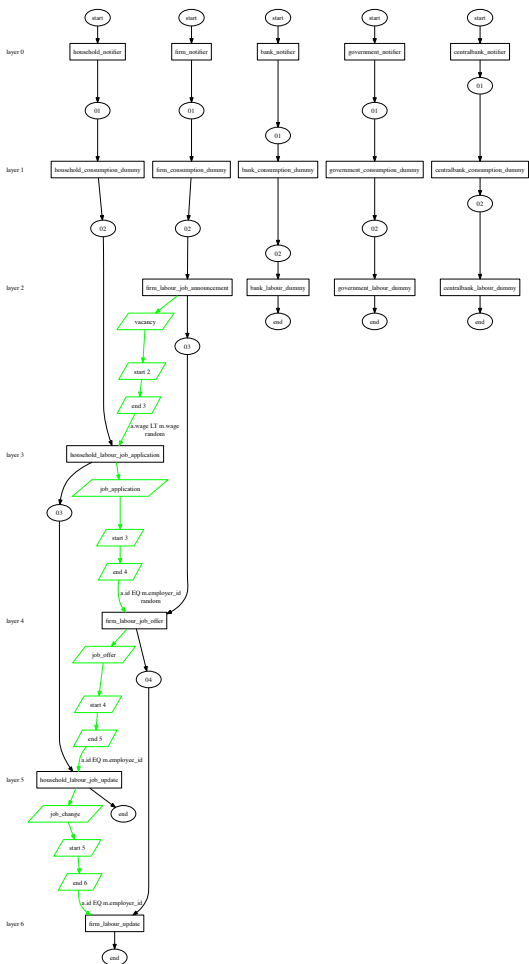 start start start start start
layer 0 household_notifier firm_notifier bank_notifier government_notifier centralbank_notifier
01
01 01 01
01
layer 1 household_consumption_dummy firm_consumption_dummy bank_consumption_dummy government_consumption_dummy centralbank_consumption_dummy
02
02 02 02
02
layer 2 firm_labour_job_announcement bank_labour_dummy government_labour_dummy centralbank_labour_dummy
vacancy end end end
03
start 2
end 3
a.wage LT m.wage
random
layer 3 household_labour_job_application
job_application
03
start 3
end 4
a.id EQ m.employer_id
random
layer 4 firm_labour_job_offer
job_offer
04
start 4
end 5
a.id EQ m.employee_id
layer 5 household_labour_job_update
job_change end
start 5
end 6
a.id EQ m.employer_id
layer 6 firm_labour_update
end